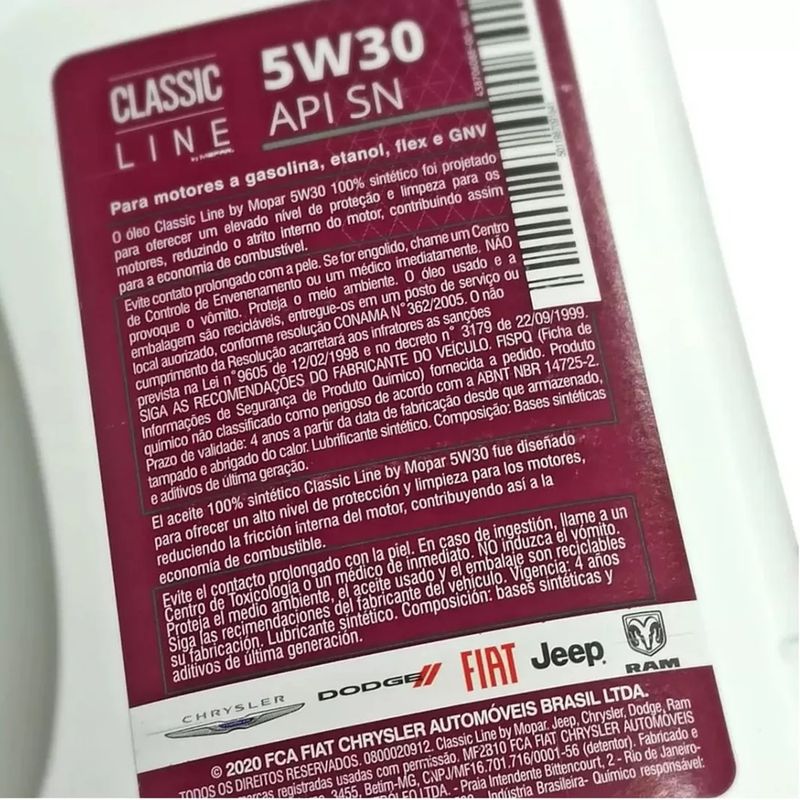 CLASSIC
LINE
by MOPAR.
5W30
API SN
Para motores a gasolina, etanol, flex e GNV
O óleo Classic Line by Mopar 5W30 100% sintético foi projetado
para oferecer um elevado nível de proteção e limpeza para os
motores, reduzindo o atrito interno do motor, contribuindo assim
para a economia de combustível.
Evite contato prolongado com a pele. Se for engolido, chame um Centro
de Controle de Envenenamento ou um médico imediatamente. NÃO
provoque o vômito. Proteja o meio ambiente. O óleo usado e a
embalagem são recicláveis, entregue-os em um posto de serviço ou
local auorizado, conforme resolução CONAMA N°362/2005. O não
cumprimento da Resolução acarretará aos infratores as sanções
prevista na Lei n°9605 de 12/02/1998 e no decreto n° 3179 de 22/09/1999.
SIGA AS RECOMENDAÇÕES DO FABRICANTE DO VEÍCULO. FISPQ (Ficha de
Informações de Segurança de Produto Químico) fornecida a pedido. Produto
químico não classificado como perigoso de acordo com a ABNT NBR 14725-2.
Prazo de validade: 4 anos a partir da data de fabricação desde que armazenado,
tampado e abrigado do calor. Lubrificante sintético. Composição: Bases sintéticas
e aditivos de última geração.
El aceite 100% sintético Classic Line by Mopar 5W30 fue diseñado
para ofrecer un alto nivel de protección y limpieza para los motores,
reduciendo la fricción interna del motor, contribuyendo así a la
economía de combustible.
Evite el contacto prolongado con la piel. En caso de ingestión, llame a un
Centro de Toxicología o un médico de inmediato. NO induzca el vómito.
Proteja el medio ambiente, el aceite usado y el embalaje son reciclables
Siga las recomendaciones del fabricante del vehículo. Vigencia: 4 años
su fabricación. Lubricante sintético. Composición: bases sintéticas y
aditivos de última generación.
CHRYSLER
DODGE
FIAT
Jeep
RAM
© 2020 FCA FIAT CHRYSLER AUTOMÓVEIS BRASIL LTDA.
TODOS OS DIREITOS RESERVADOS. 0800020912. Classic Line by Mopar, Jeep, Chrysler, Dodge, Ram
marcas registradas usadas com permissão. MF2810 FCA FIAT CHRYSLER AUTOMÓVEIS
3455, Betim-MG, CNPJ/MF16.701.716/0001-56 (detentor). Fabricado e
LTDA. - Praia Intendente Bittencourt, 2 - Rio de Janeiro-
Indústria Brasileira- Químico responsável: